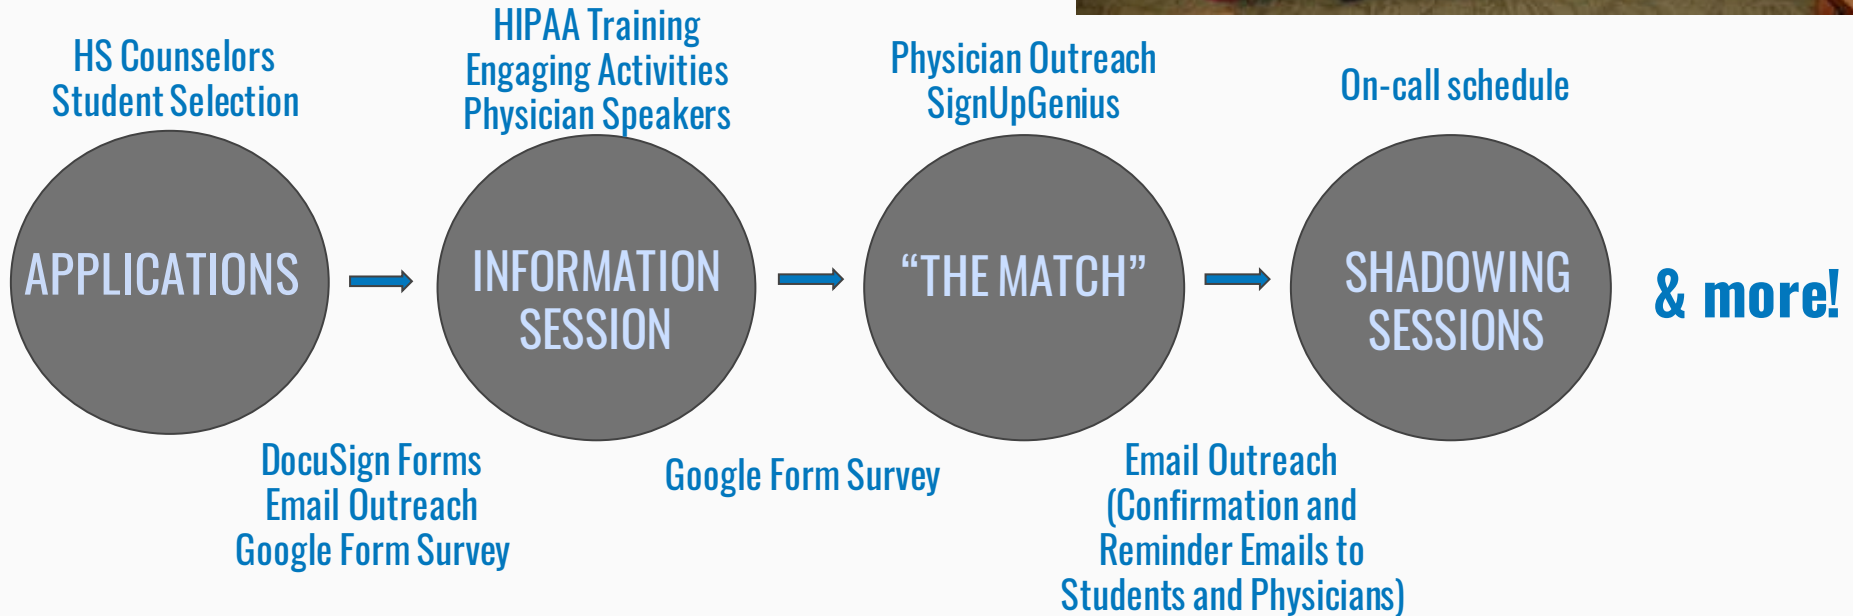 HS Counselors
Student Selection
HIPAA Training
Engaging Activities
Physician Speakers
Physician Outreach
SignUpGenius
On-call schedule
APPLICATIONS
INFORMATION
SESSION
“THE MATCH”
SHADOWING
SESSIONS
& more!
DocuSign Forms
Email Outreach
Google Form Survey
Google Form Survey
Email Outreach
(Confirmation and
Reminder Emails to
Students and Physicians)